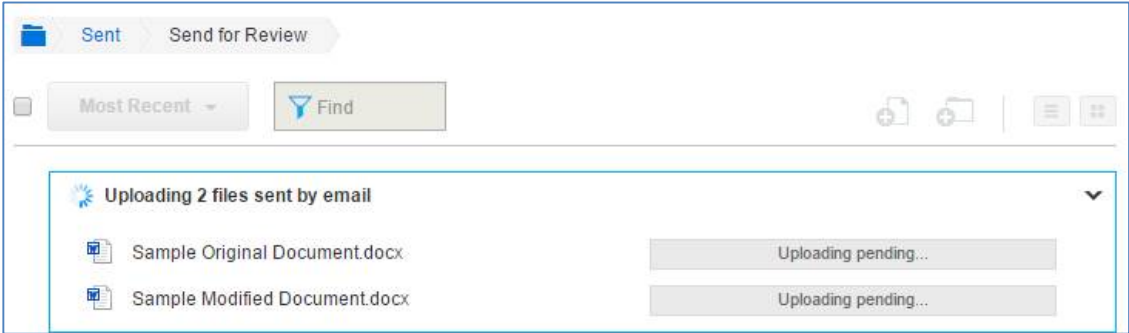 Sent Send for Review
Most Recent Find
Uploading 2 files sent by email
Sample Original Document.docx Uploading pending...
Sample Modified Document.docx Uploading pending...